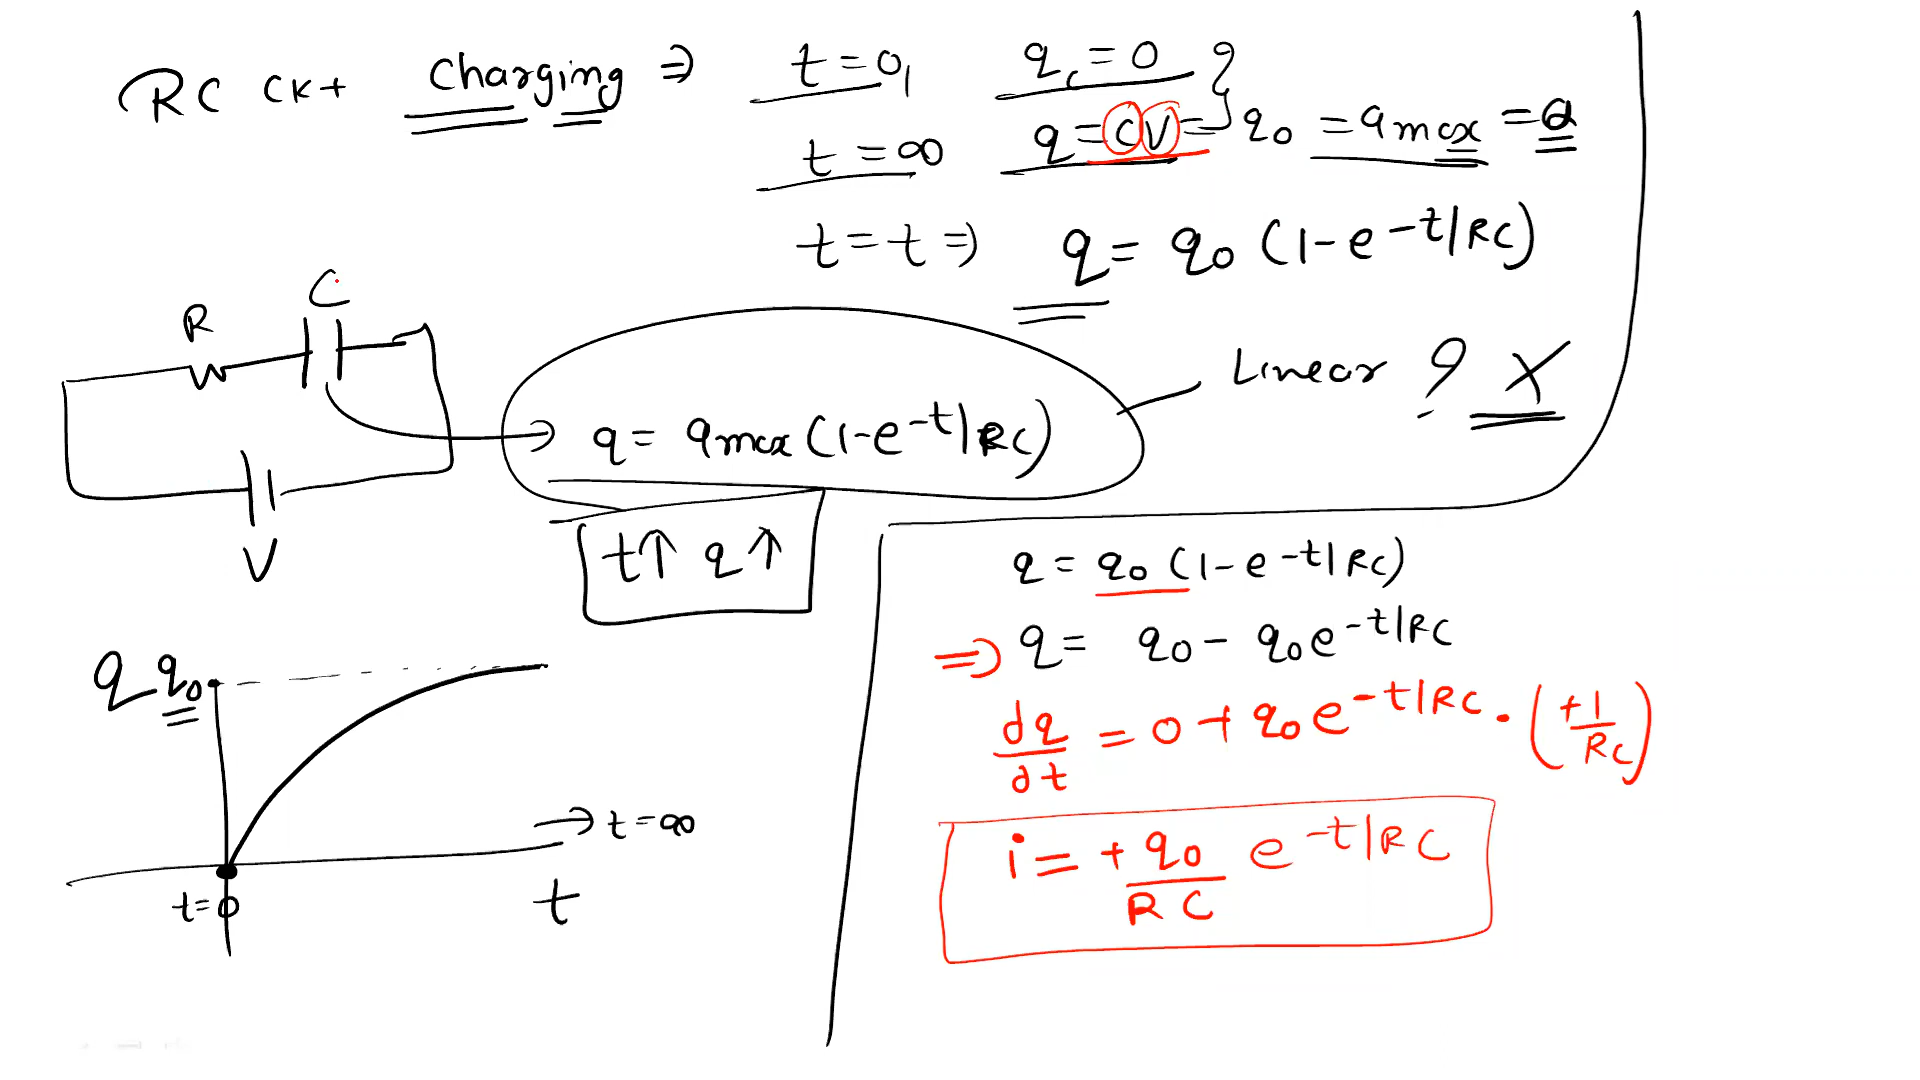 RC CKt Charging ⇒ t=0, qc=0
t=∞ q=CV= q0 =qmax =Q
t=t ⇒ q= q0 (1-e-t/RC)
R C
Linear ? X
q= qmax (1-e-t/RC)
V
t↑ q↑
q= q0 (1-e-t/RC)
⇒ q= q0- q0e-t/RC
dq/dt = 0+q0e-t/RC . (+1/RC)
i=+q0/RC e-t/RC
q q0
→ t=∞
t=0 t